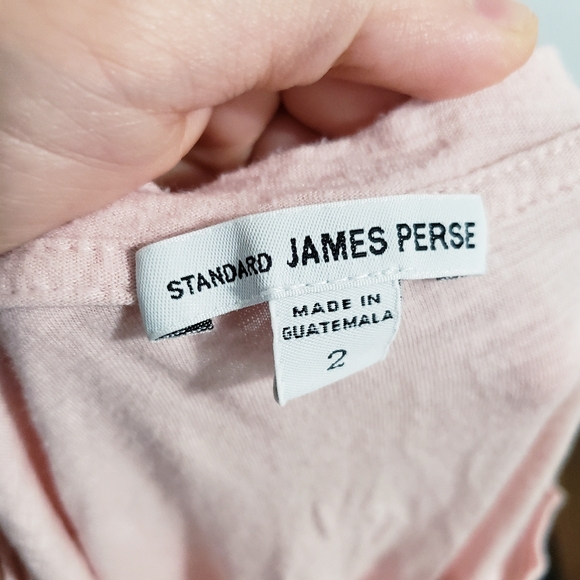 STANDARD JAMES PERSE
MADE IN
GUATEMALA
2